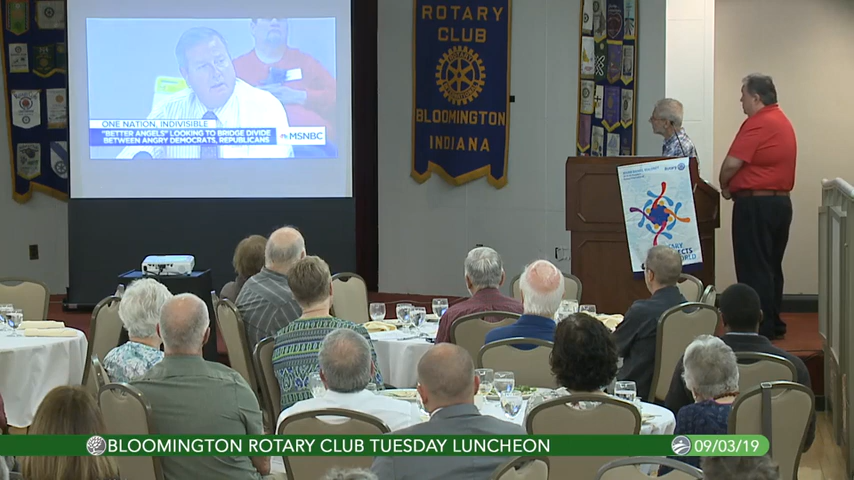 ROTARY
CLUB
BLOOMINGTON
INDIANA
ONE NATION, INDIVISIBLE
"BETTER ANGELS" LOOKING TO BRIDGE DIVIDE
BETWEEN ANGRY DEMOCRATS, REPUBLICANS
MSNBC
Rotary
BLOOMINGTON ROTARY CLUB TUESDAY LUNCHEON
09/03/19